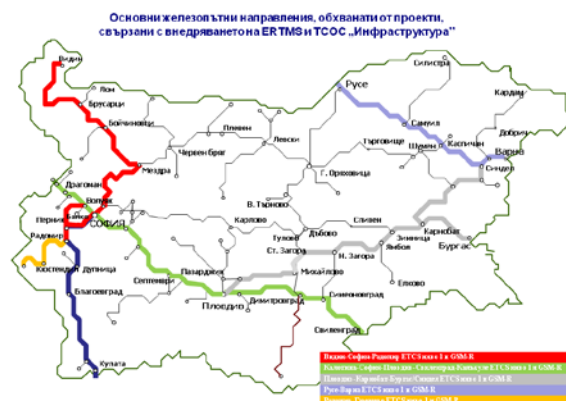 Основни железопътни направления, обхванати от проекти,
свързани с внедряването на ERTMS и ТСОС „Инфраструктура"
Видин
Лом
Брусарци
Бойчиновци
Мездра
Червен бряг
Плевен
Левски
Русе
Силистра
Самуил
Кардам
Добрич
Варна
Каспичан
Шумен
Търговище
Синдел
Г. Оряховица
Драгоман
Волуяк
Перник
СОФИЯ
Радомир
Кюстендил
Дупница
Благоевград
Кулата
В. Търново
Карлово
Тулово
Дъбово
Сливен
Карнобат
Бургас
Зимница
Ямбол
Ст. Загора
Н. Загора
Елхово
Септември
Пазарджик
Пловдив
Михайлово
Димитровград
Симеоновград
Свиленград
Видин-София-Радомир ETCS ниво 1 и GSM-R
Калотина-София-Пловдив -Свиленград-Капъкуле ETCS ниво 1 и GSM-R
Пловдив -Карнобат-Бургас/Синдел ETCS ниво 1 и GSM-R
Русе-Варна ETCS ниво 1 и GSM-R